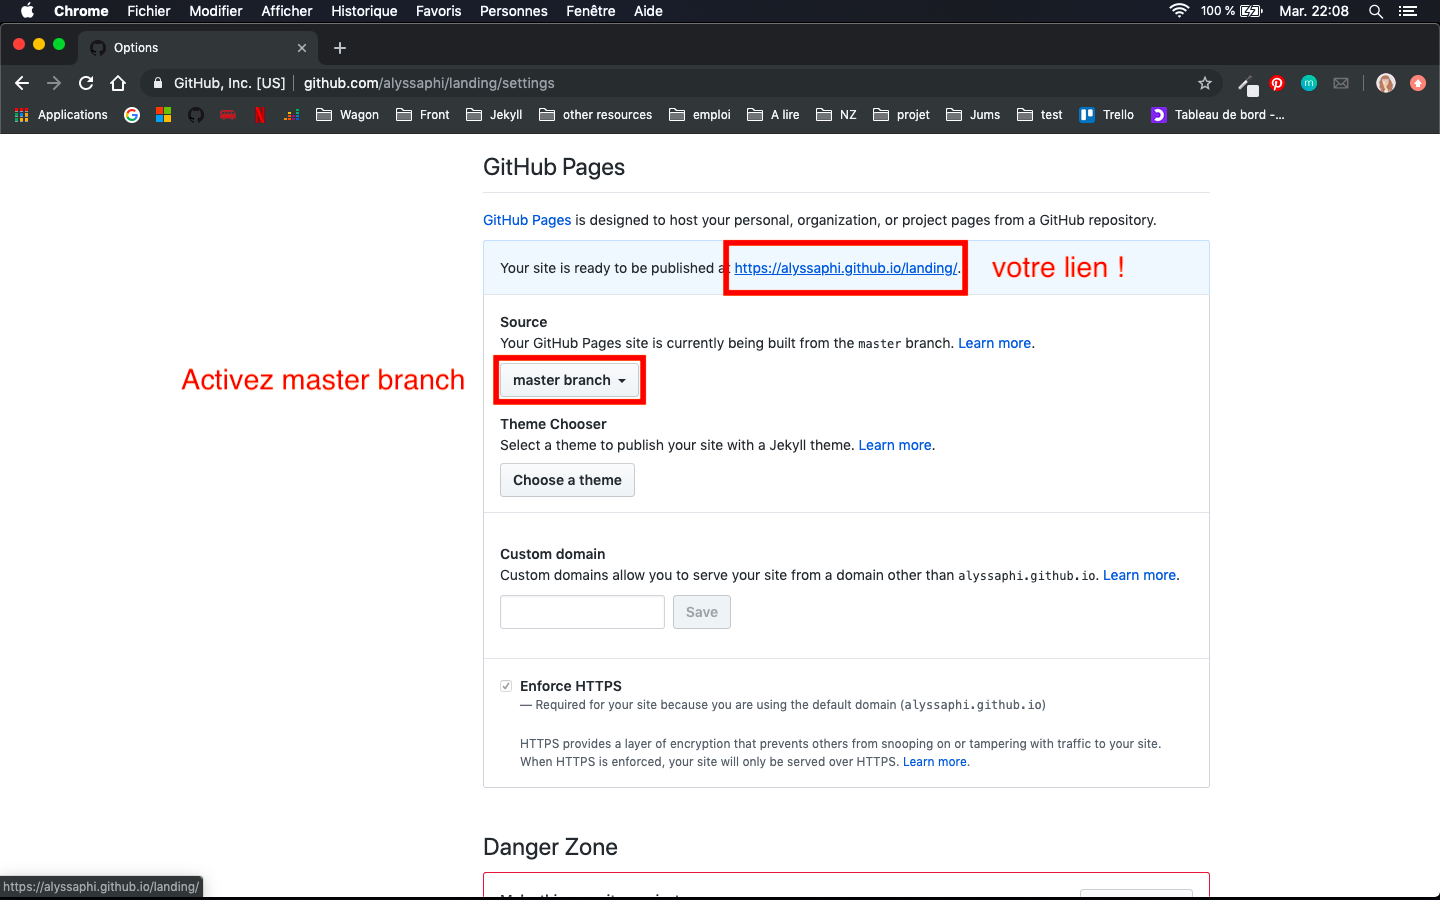 Chrome Fichier Modifier Afficher Historique Favoris Personnes Fenêtre Aide 100 % Mar. 22:08
Options
GitHub, Inc. [US] github.com/alyssaphi/landing/settings
Applications Wagon Front Jekyll other resources emploi A lire NZ projet Jums test Trello Tableau de bord -...
GitHub Pages
GitHub Pages is designed to host your personal, organization, or project pages from a GitHub repository.
Your site is ready to be published at https://alyssaphi.github.io/landing/. votre lien !
Source
Your GitHub Pages site is currently being built from the master branch. Learn more.
Activez master branch
master branch
Theme Chooser
Select a theme to publish your site with a Jekyll theme. Learn more.
Choose a theme
Custom domain
Custom domains allow you to serve your site from a domain other than alyssaphi.github.io. Learn more.
Save
Enforce HTTPS
— Required for your site because you are using the default domain (alyssaphi.github.io)
HTTPS provides a layer of encryption that prevents others from snooping on or tampering with traffic to your site.
When HTTPS is enforced, your site will only be served over HTTPS. Learn more.
Danger Zone
https://alyssaphi.github.io/landing/